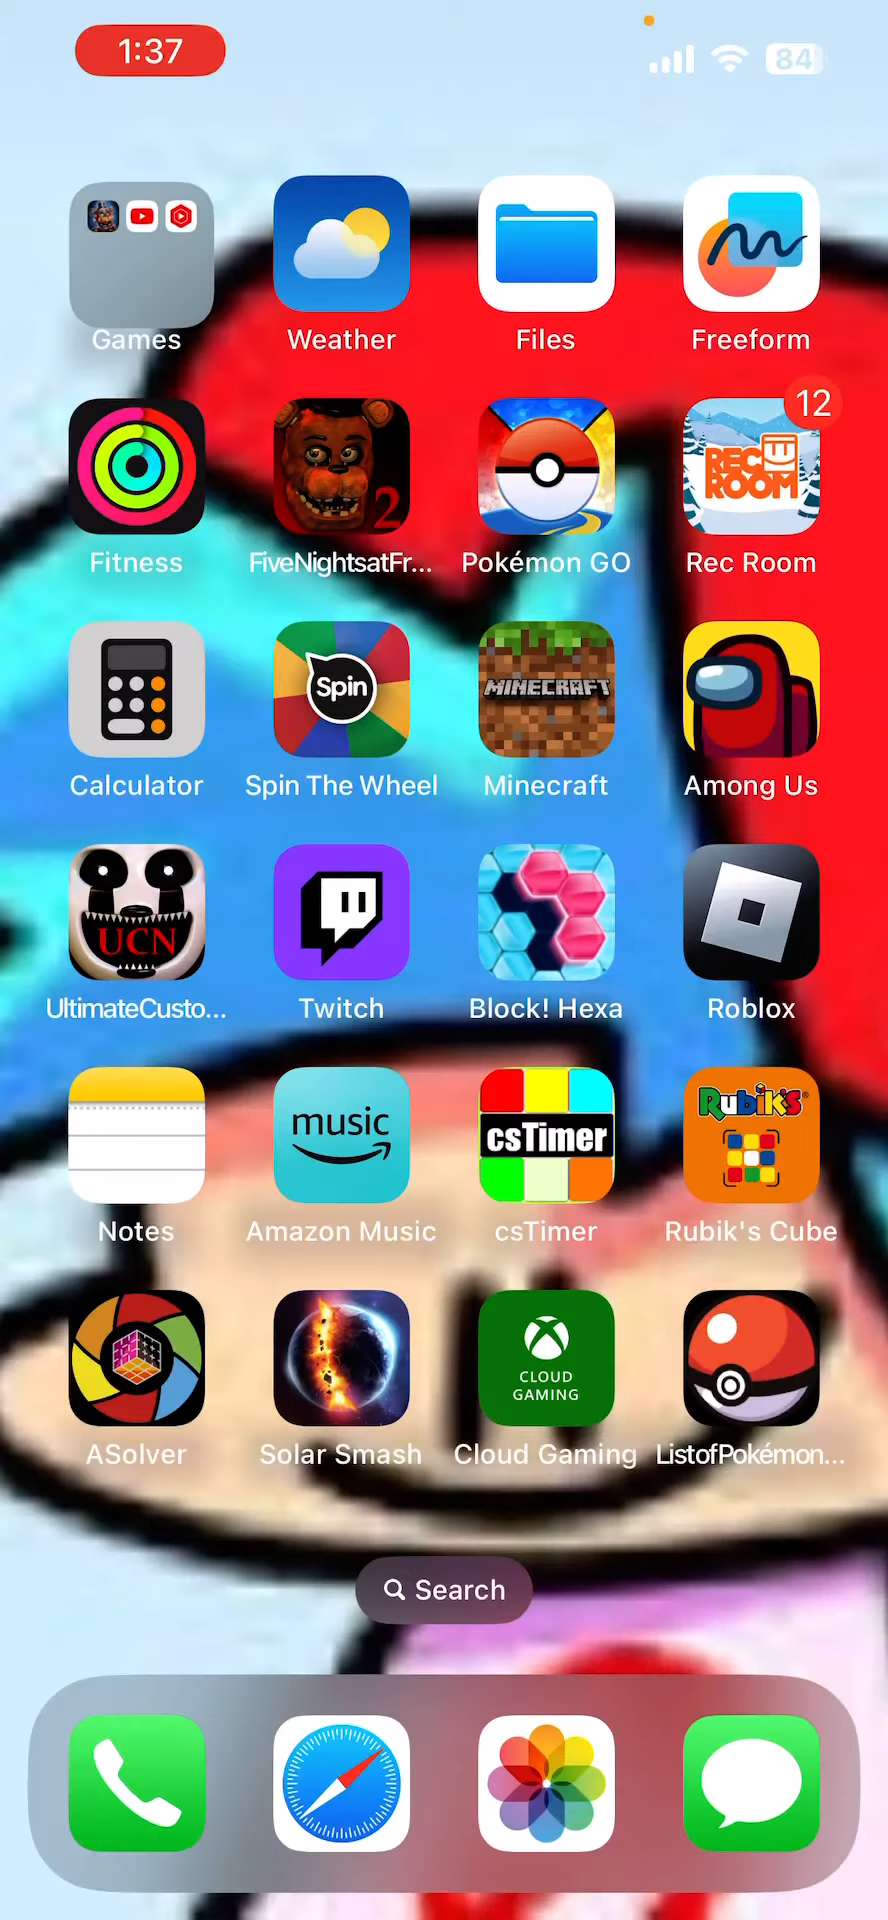 1:37
84
Games
Weather
Files
Freeform
2
12
REC
ROOM
Fitness
FiveNightsatFr...
Pokémon GO
Rec Room
Spin
MINECRAFT
Calculator
Spin The Wheel
Minecraft
Among Us
UCN
UltimateCusto...
Twitch
Block! Hexa
Roblox
music
csTimer
Rubik's®
Notes
Amazon Music
csTimer
Rubik's Cube
CLOUD
GAMING
ASolver
Solar Smash
Cloud Gaming
ListofPokémon...
Search